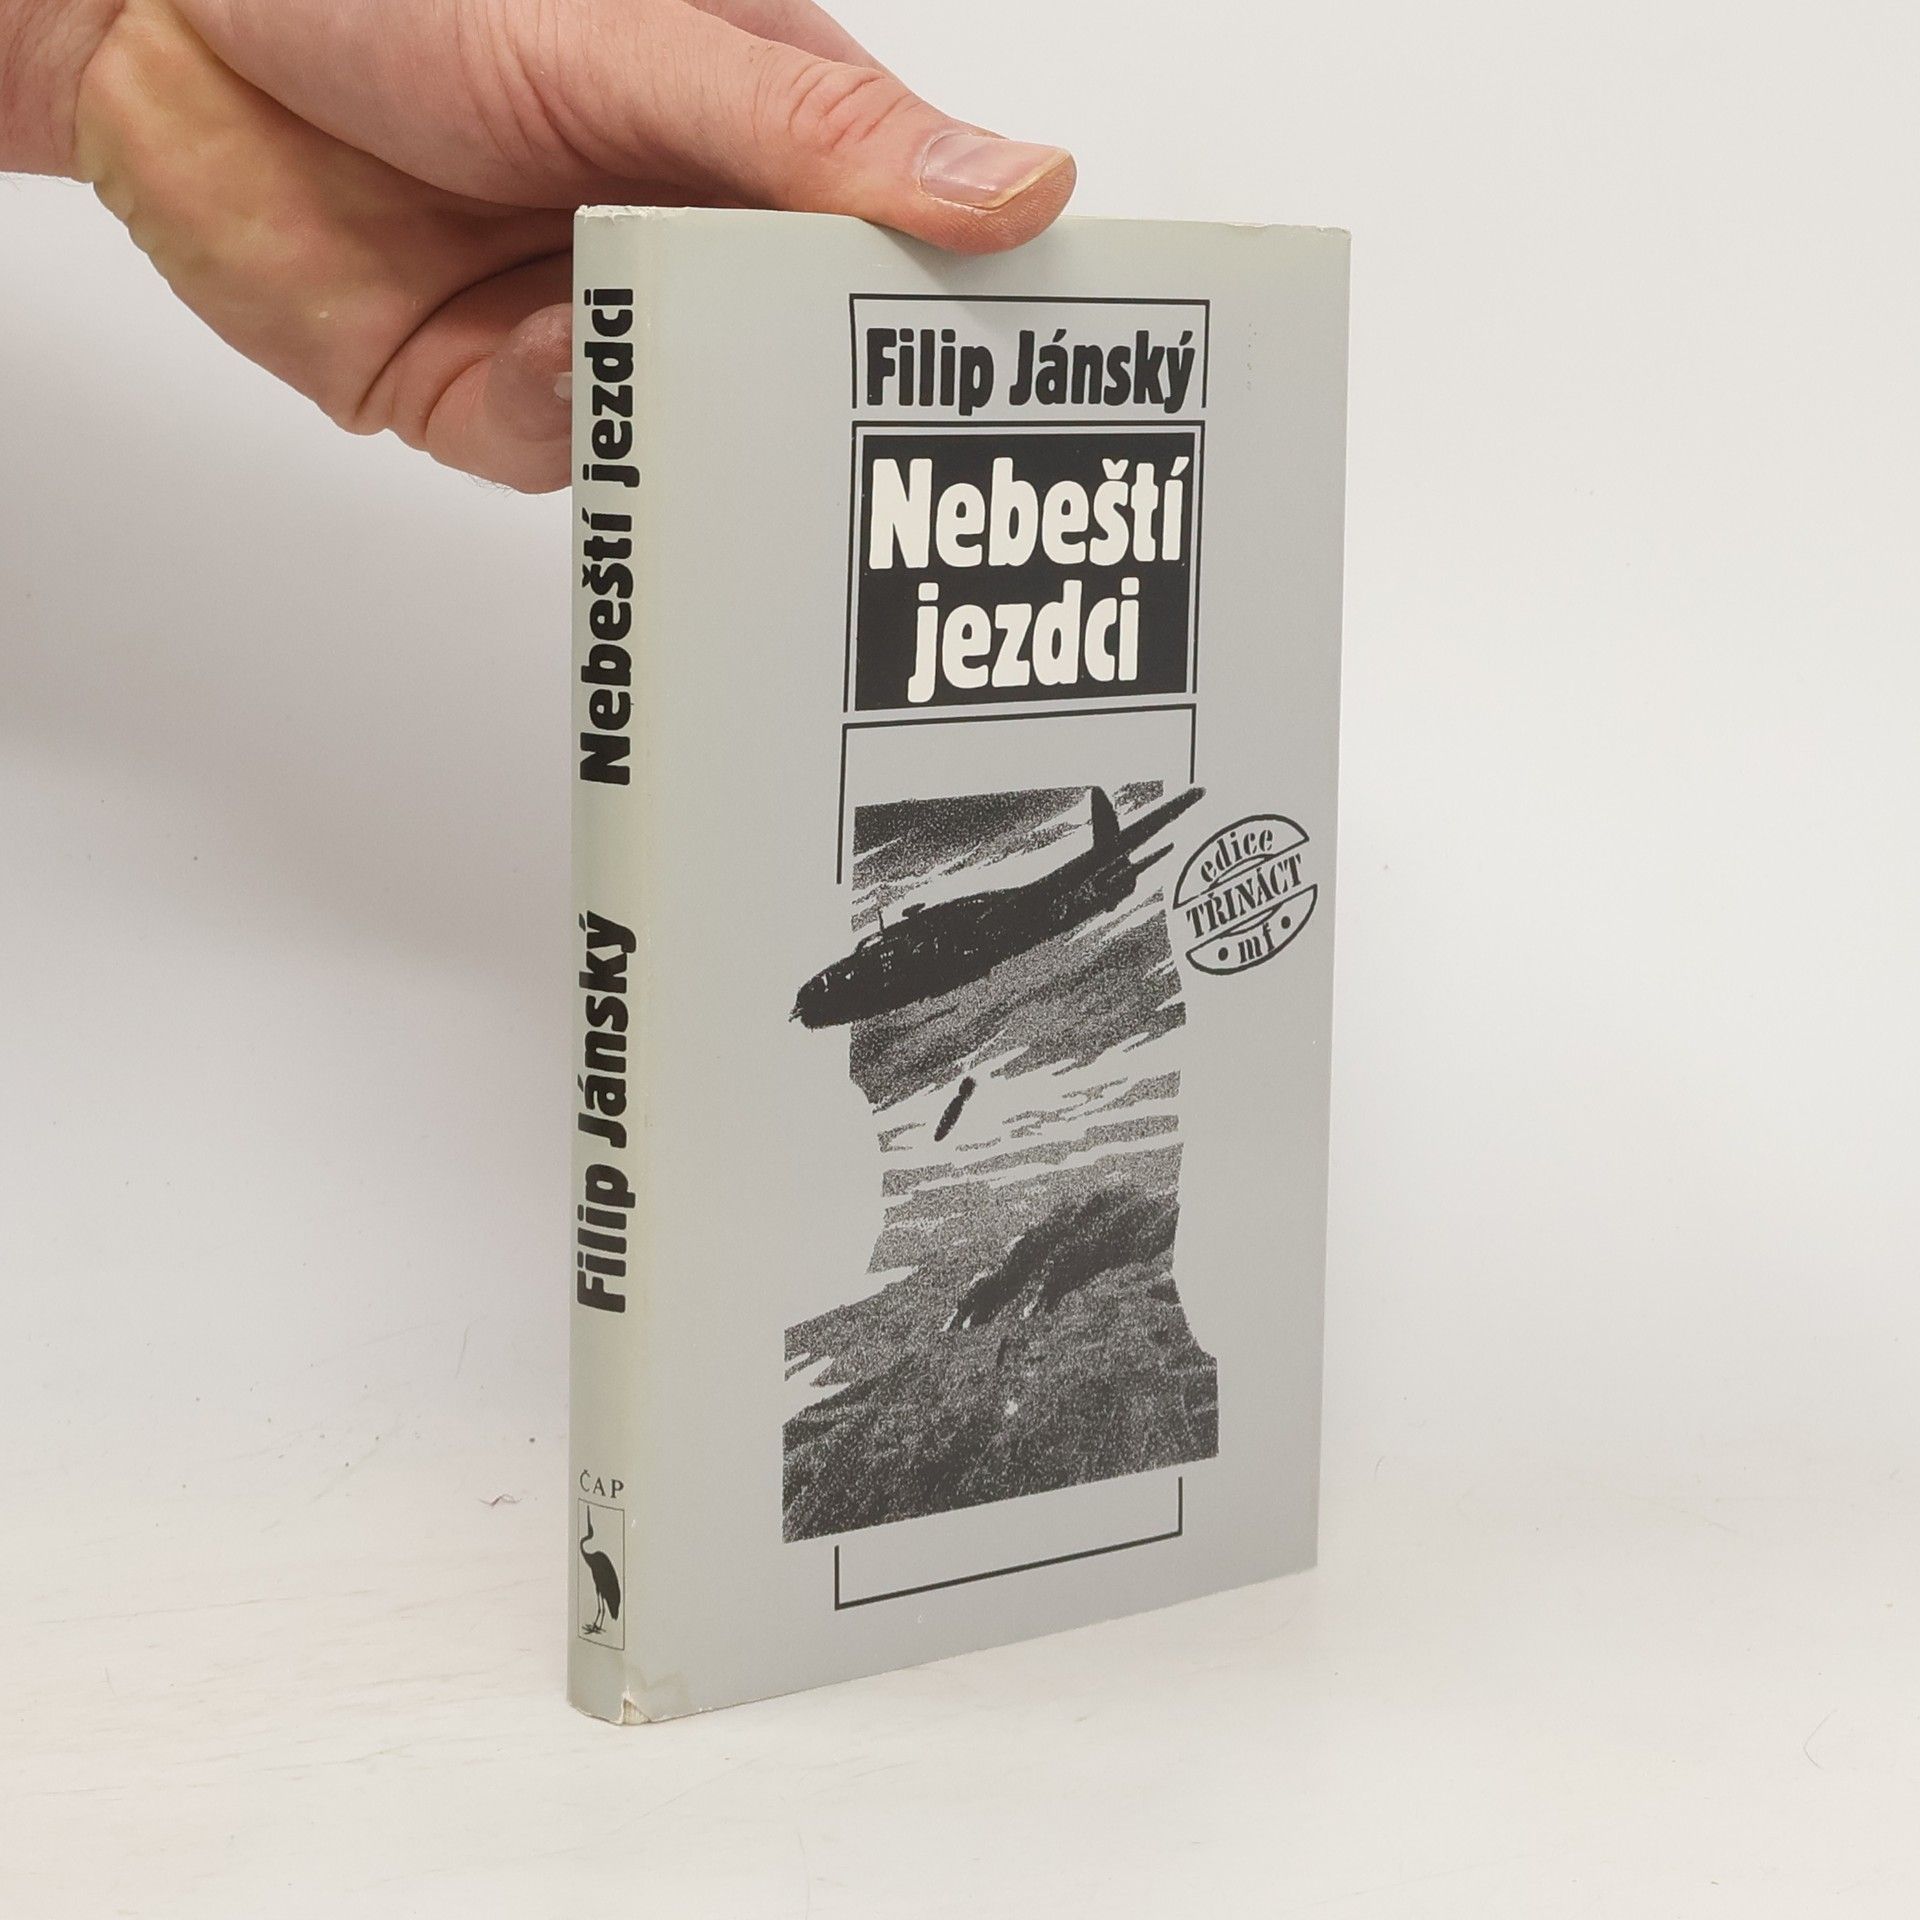 Filip Jánský
Nebeští
jezdci
edice
TŘINÁCT
• mf •
Filip Jánský Nebeští jezdci
ČAP